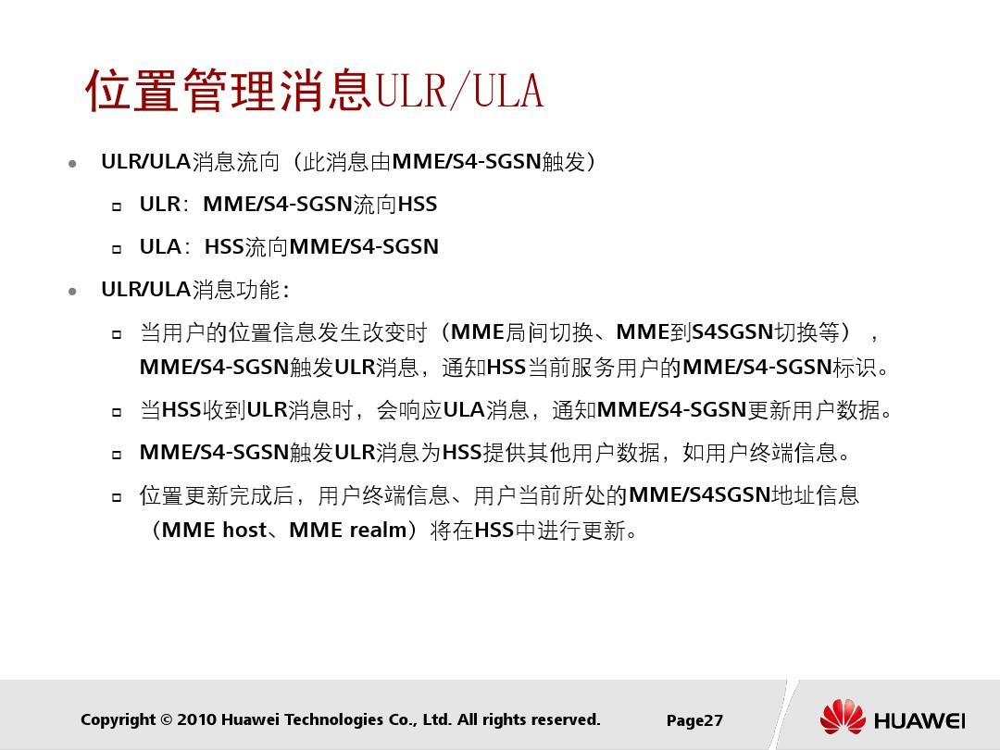 位置管理消息ULR/ULA
ULR/ULA消息流向（此消息由MME/S4-SGSN触发）
ULR：MME/S4-SGSN流向HSS
ULA：HSS流向MME/S4-SGSN
ULR/ULA消息功能：
当用户的位置信息发生改变时（MME局间切换、MME到S4SGSN切换等），
MME/S4-SGSN触发ULR消息，通知HSS当前服务用户的MME/S4-SGSN标识。
当HSS收到ULR消息时，会响应ULA消息，通知MME/S4-SGSN更新用户数据。
MME/S4-SGSN触发ULR消息为HSS提供其他用户数据，如用户终端信息。
位置更新完成后，用户终端信息、用户当前所处的MME/S4SGSN地址信息
（MME host、MME realm）将在HSS中进行更新。
Copyright © 2010 Huawei Technologies Co., Ltd. All rights reserved.
Page27
HUAWEI